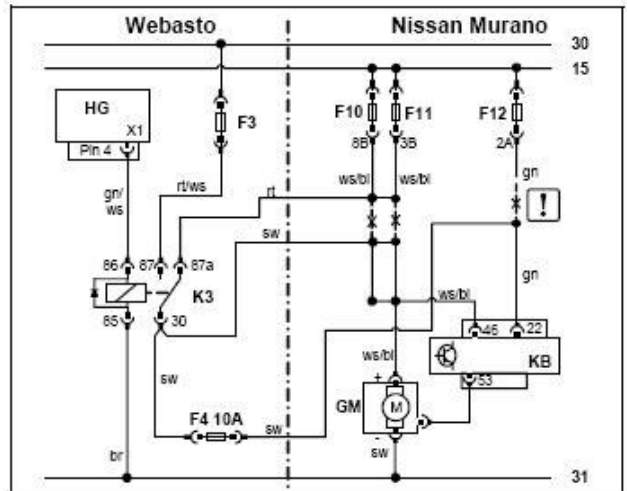 Webasto
Nissan Murano
30
15
HG
X1
Pin 4
F3
F10
F11
F12
8B
3B
2A
gn
gn/
ws
rt/ws
rt
ws/bl
ws/bl
!
sw
86
87
87a
K3
gn
85
30
ws/bl
46
22
KB
53
sw
ws/bl
+
GM
M
-
F4 10A
sw
sw
br
31